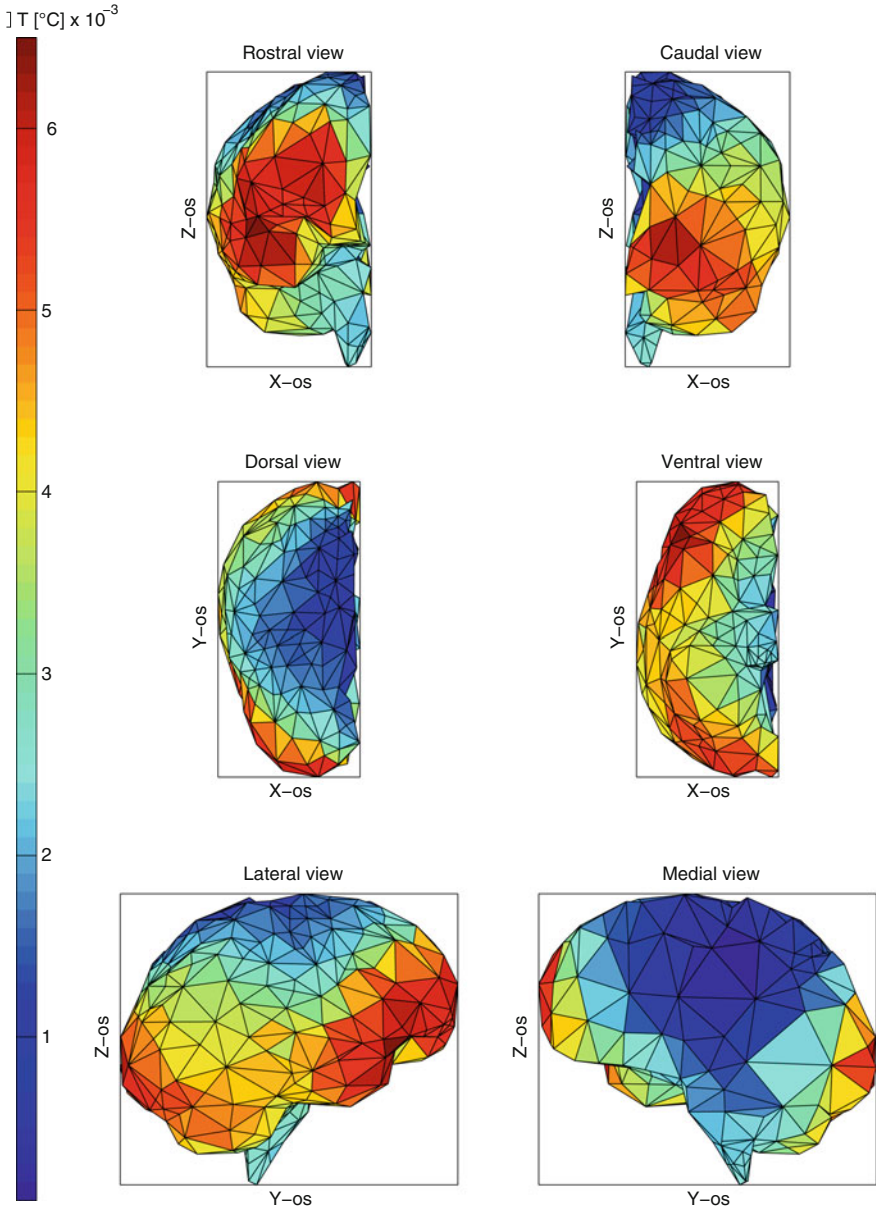 ] T [°C] x 10⁻³
6
5
4
3
2
1
Rostral view
Z–os
X–os
Caudal view
Z–os
X–os
Dorsal view
Y–os
X–os
Ventral view
Y–os
X–os
Lateral view
Z–os
Y–os
Medial view
Z–os
Y–os